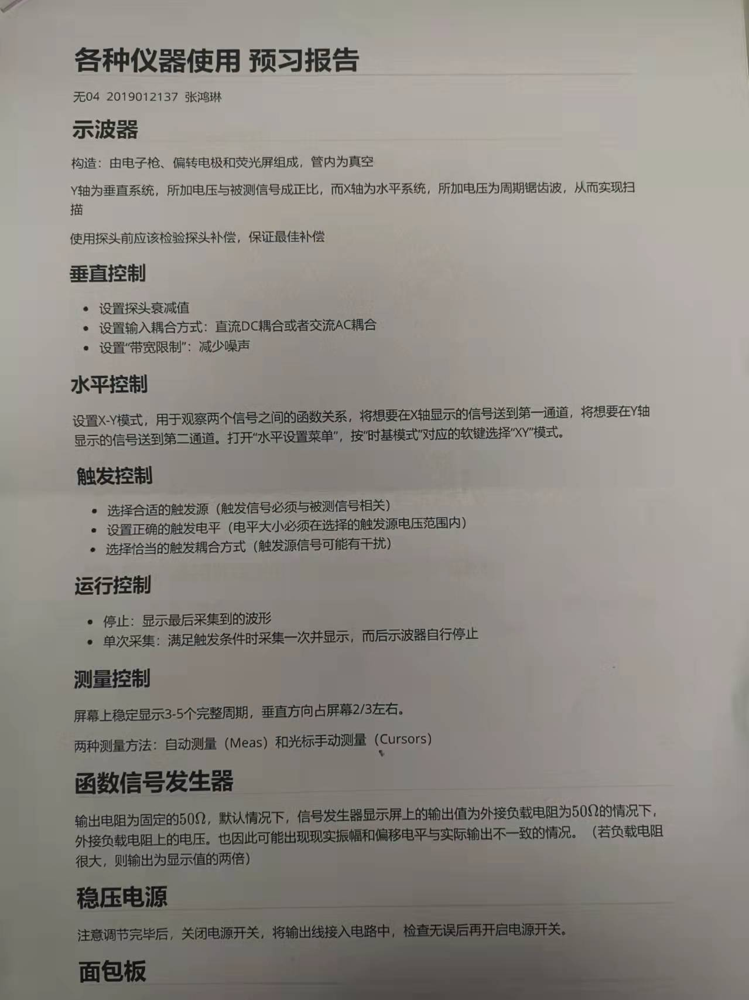 各种仪器使用 预习报告
无04 2019012137 张鸿琳
示波器
构造：由电子枪、偏转电极和荧光屏组成，管内为真空
Y轴为垂直系统，所加电压与被测信号成正比，而X轴为水平系统，所加电压为周期锯齿波，从而实现扫
描
使用探头前应该检验探头补偿，保证最佳补偿
垂直控制
• 设置探头衰减值
• 设置输入耦合方式：直流DC耦合或者交流AC耦合
• 设置“带宽限制”：减少噪声
水平控制
设置X-Y模式，用于观察两个信号之间的函数关系，将想要在X轴显示的信号送到第一通道，将想要在Y轴
显示的信号送到第二通道。打开“水平设置菜单”，按“时基模式”对应的软键选择“XY”模式。
触发控制
• 选择合适的触发源（触发信号必须与被测信号相关）
• 设置正确的触发电平（电平大小必须在选择的触发源电压范围内）
• 选择恰当的触发耦合方式（触发源信号可能有干扰）
运行控制
• 停止：显示最后采集到的波形
• 单次采集：满足触发条件时采集一次并显示，而后示波器自行停止
测量控制
屏幕上稳定显示3-5个完整周期，垂直方向占屏幕2/3左右。
两种测量方法：自动测量（Meas）和光标手动测量（Cursors）
函数信号发生器
输出电阻为固定的50Ω，默认情况下，信号发生器显示屏上的输出值为外接负载电阻为50Ω的情况下，
外接负载电阻上的电压。也因此可能出现现实振幅和偏移电平与实际输出不一致的情况。（若负载电阻
很大，则输出为显示值的两倍）
稳压电源
注意调节完毕后，关闭电源开关，将输出线接入电路中，检查无误后再开启电源开关。
面包板